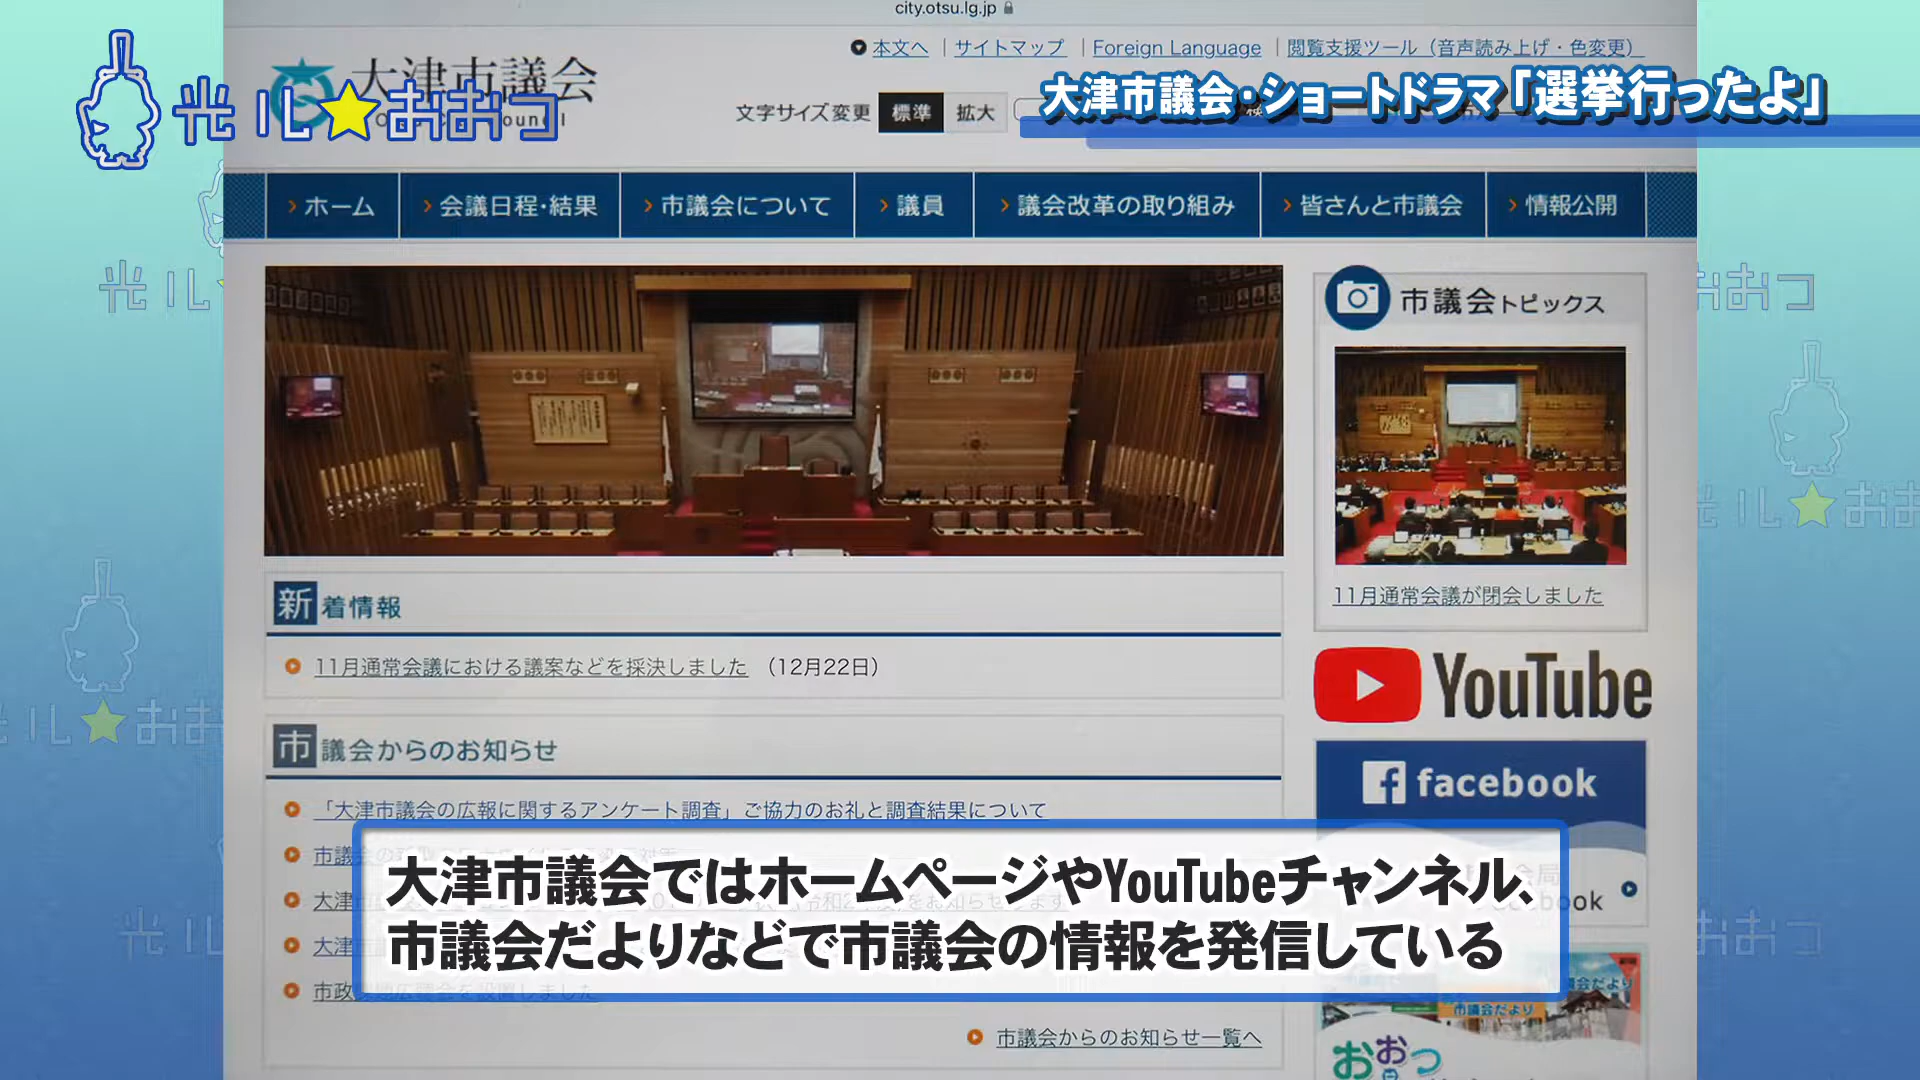 city.otsu.lg.jp
本文へ
サイトマップ
Foreign Language
閲覧支援ツール（音声読み上げ・色変更）
大津市議会
光ル★おおつ
文字サイズ変更
標準
拡大
大津市議会・ショートドラマ「選挙行ったよ」
ホーム
会議日程・結果
市議会について
議員
議会改革の取り組み
皆さんと市議会
情報公開
市議会トピックス
11月通常会議が閉会しました
新着情報
11月通常会議における議案などを採決しました （12月22日）
YouTube
市議会からのお知らせ
facebook
「大津市議会の広報に関するアンケート調査」ご協力のお礼と調査結果について
大津市議会ではホームページやYouTubeチャンネル、
市議会だよりなどで市議会の情報を発信している
市議会からのお知らせ一覧へ
市議会だより
おおつ